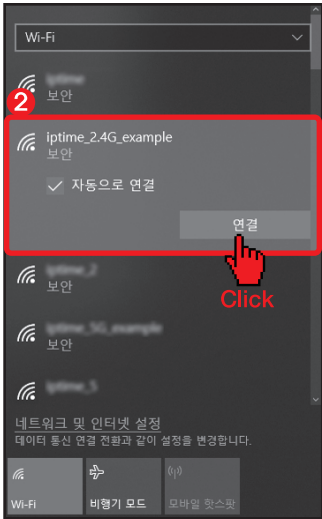 Wi-Fi
iptime
보안
2
iptime_2.4G_example
보안
자동으로 연결
연결
Click
iptime_2
보안
iptime_5G_example
보안
iptime_5
네트워크 및 인터넷 설정
데이터 통신 연결 전환과 같이 설정을 변경합니다.
Wi-Fi
비행기 모드
모바일 핫스팟